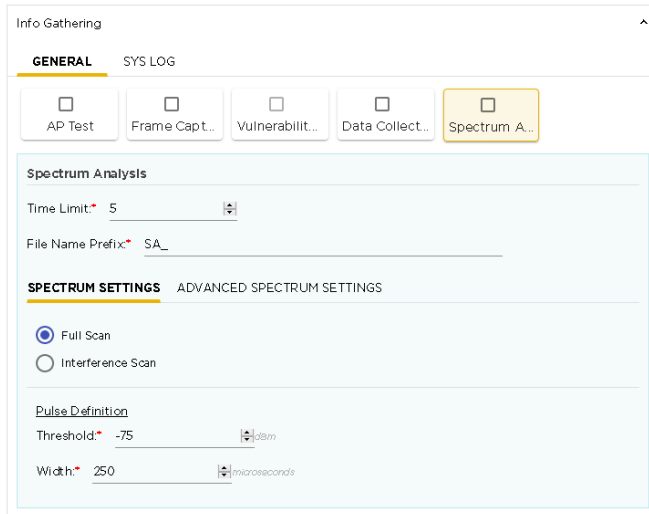 Info Gathering
GENERAL SYS LOG
AP Test Frame Capt... Vulnerabilit... Data Collect... Spectrum A...
Spectrum Analysis
Time Limit:* 5
File Name Prefix:* SA_
SPECTRUM SETTINGS ADVANCED SPECTRUM SETTINGS
Full Scan
Interference Scan
Pulse Definition
Threshold:* -75 dBm
Width:* 250 microseconds